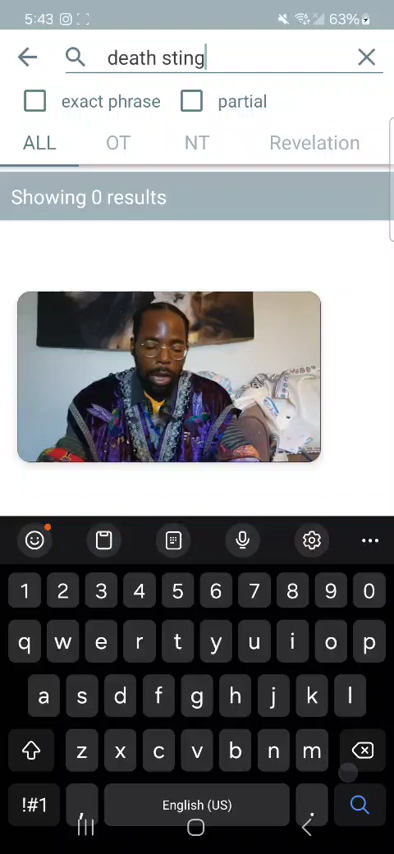 5:43
63%
death sting
exact phrase
partial
ALL
OT
NT
Revelation
Showing 0 results
1 2 3 4 5 6 7 8 9 0
q w e r t y u i o p
a s d f g h j k l
z x c v b n m
!#1 , English (US) .